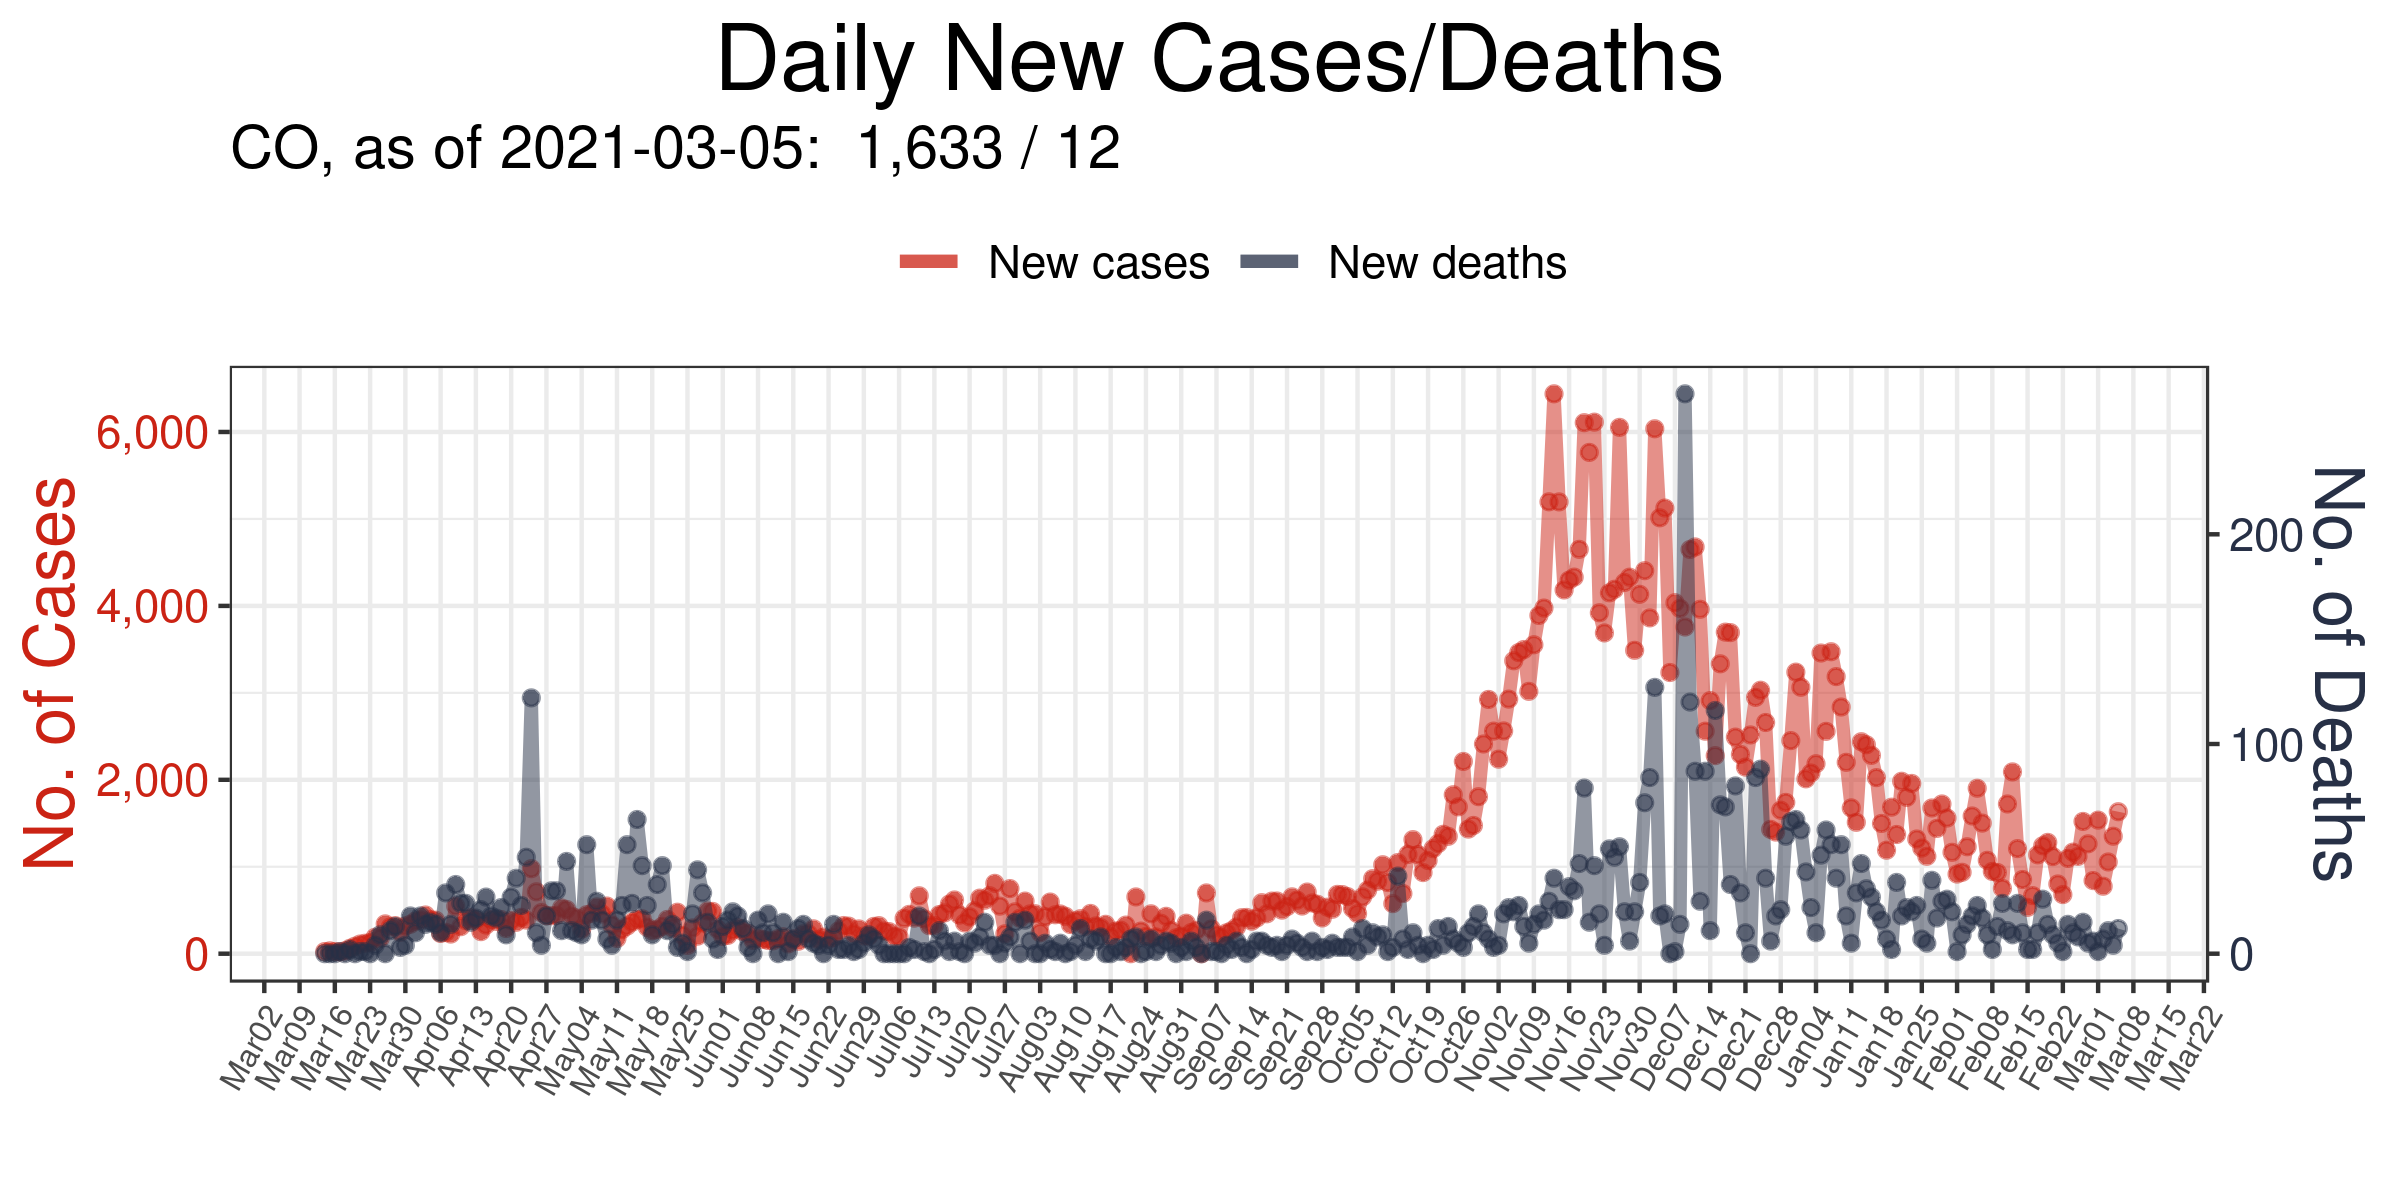 Daily New Cases/Deaths
CO, as of 2021-03-05:  1,633 / 12
New cases
New deaths
No. of Cases
6,000
4,000
2,000
0
200
100
0
No. of Deaths
Mar02
Mar09
Mar16
Mar23
Mar30
Apr06
Apr13
Apr20
Apr27
May04
May11
May18
May25
Jun01
Jun08
Jun15
Jun22
Jun29
Jul06
Jul13
Jul20
Jul27
Aug03
Aug10
Aug17
Aug24
Aug31
Sep07
Sep14
Sep21
Sep28
Oct05
Oct12
Oct19
Oct26
Nov02
Nov09
Nov16
Nov23
Nov30
Dec07
Dec14
Dec21
Dec28
Jan04
Jan11
Jan18
Jan25
Feb01
Feb08
Feb15
Feb22
Mar01
Mar08
Mar15
Mar22